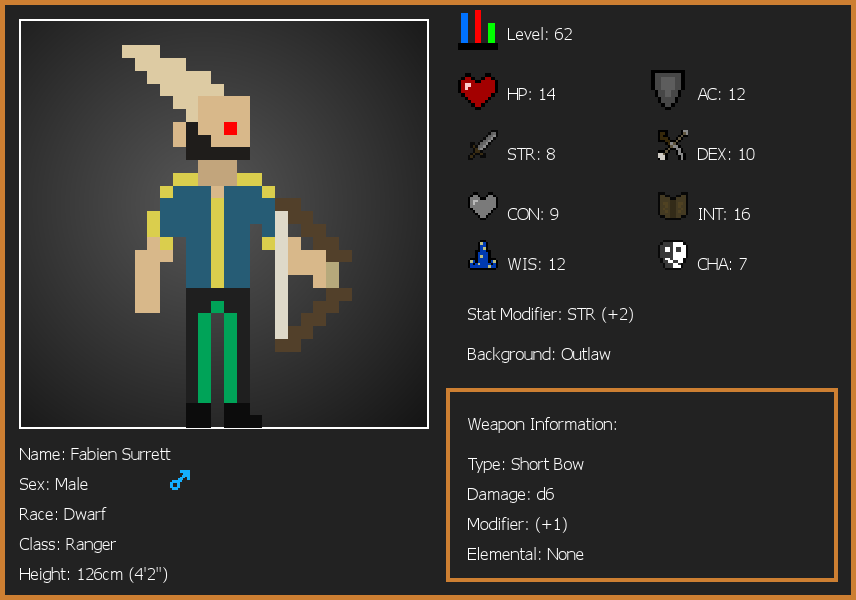 Level: 62
HP: 14
AC: 12
STR: 8
DEX: 10
CON: 9
INT: 16
WIS: 12
CHA: 7
Stat Modifier: STR (+2)
Background: Outlaw
Weapon Information:
Type: Short Bow
Damage: d6
Modifier: (+1)
Elemental: None
Name: Fabien Surrett
Sex: Male
Race: Dwarf
Class: Ranger
Height: 126cm (4'2")